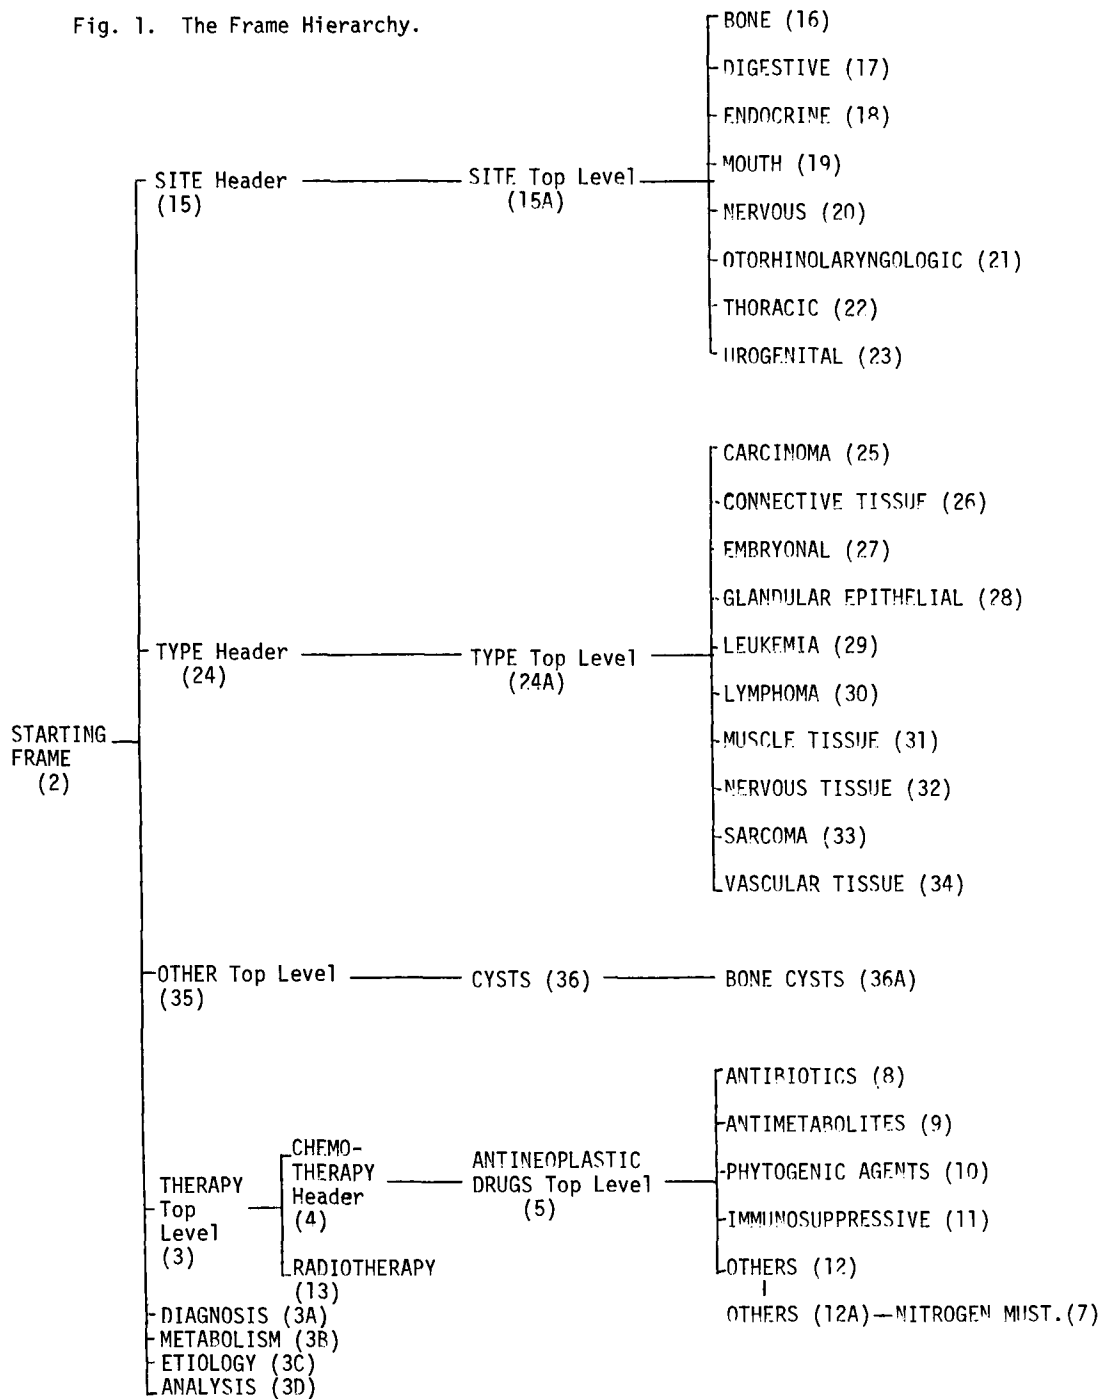 Fig. 1. The Frame Hierarchy.
BONE (16)
DIGESTIVE (17)
ENDOCRINE (18)
MOUTH (19)
NERVOUS (20)
OTORHINOLARYNGOLOGIC (21)
THORACIC (22)
UROGENITAL (23)
SITE Header
(15)
SITE Top Level
(15A)
CARCINOMA (25)
CONNECTIVE TISSUE (26)
EMBRYONAL (27)
GLANDULAR EPITHELIAL (28)
LEUKEMIA (29)
LYMPHOMA (30)
MUSCLE TISSUE (31)
NERVOUS TISSUE (32)
SARCOMA (33)
VASCULAR TISSUE (34)
TYPE Header
(24)
TYPE Top Level
(24A)
STARTING
FRAME
(2)
OTHER Top Level
(35)
CYSTS (36)
BONE CYSTS (36A)
THERAPY
Top
Level
(3)
CHEMO-
THERAPY
Header
(4)
RADIOTHERAPY
(13)
ANTINEOPLASTIC
DRUGS Top Level
(5)
ANTIBIOTICS (8)
ANTIMETABOLITES (9)
PHYTOGENIC AGENTS (10)
IMMUNOSUPPRESSIVE (11)
OTHERS (12)
OTHERS (12A)—NITROGEN MUST.(7)
DIAGNOSIS (3A)
METABOLISM (3B)
ETIOLOGY (3C)
ANALYSIS (3D)